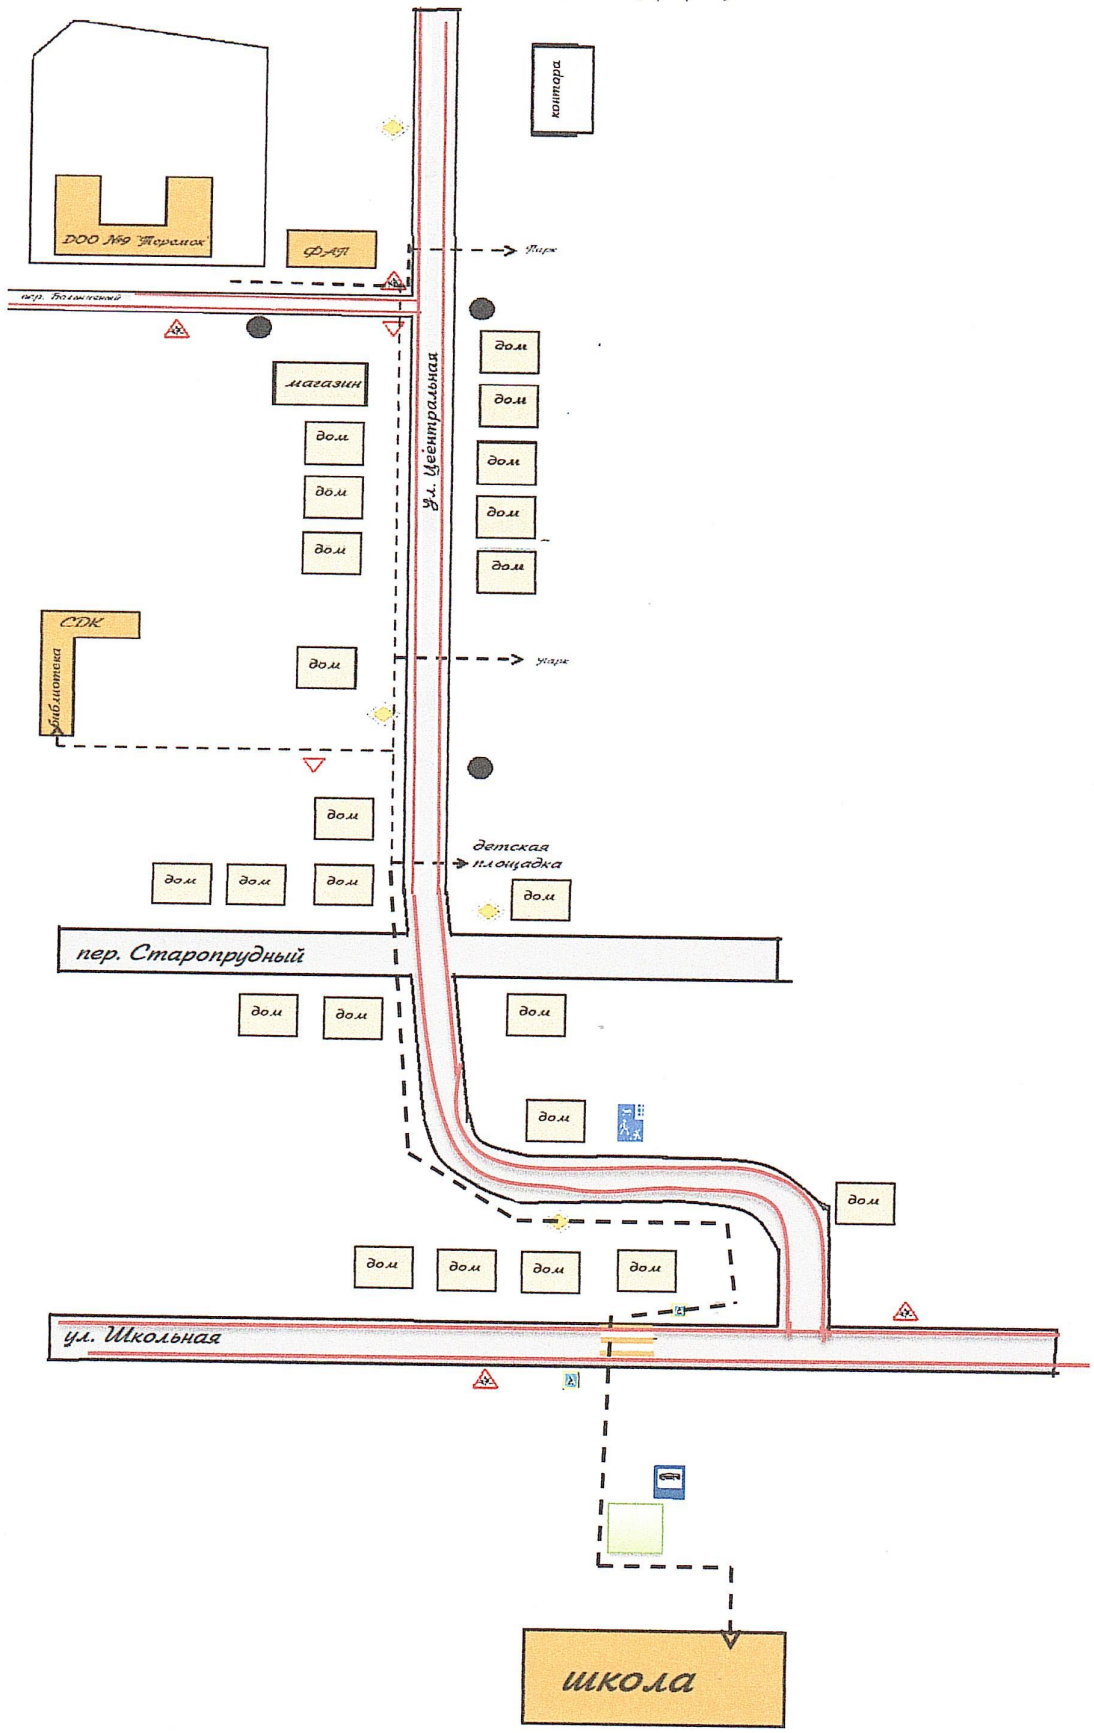 контора
ДОО №9 "Теремок"
ФАП
Парк
пер.
дом
магазин
дом
дом
дом
дом
дом
дом
дом
ул. Цеентральная
СДК
библиотека
дом
парк
дом
детская
площадка
дом
дом
дом
дом
пер. Старопрудный
дом
дом
дом
дом
дом
дом
дом
дом
дом
ул. Школьная
школа